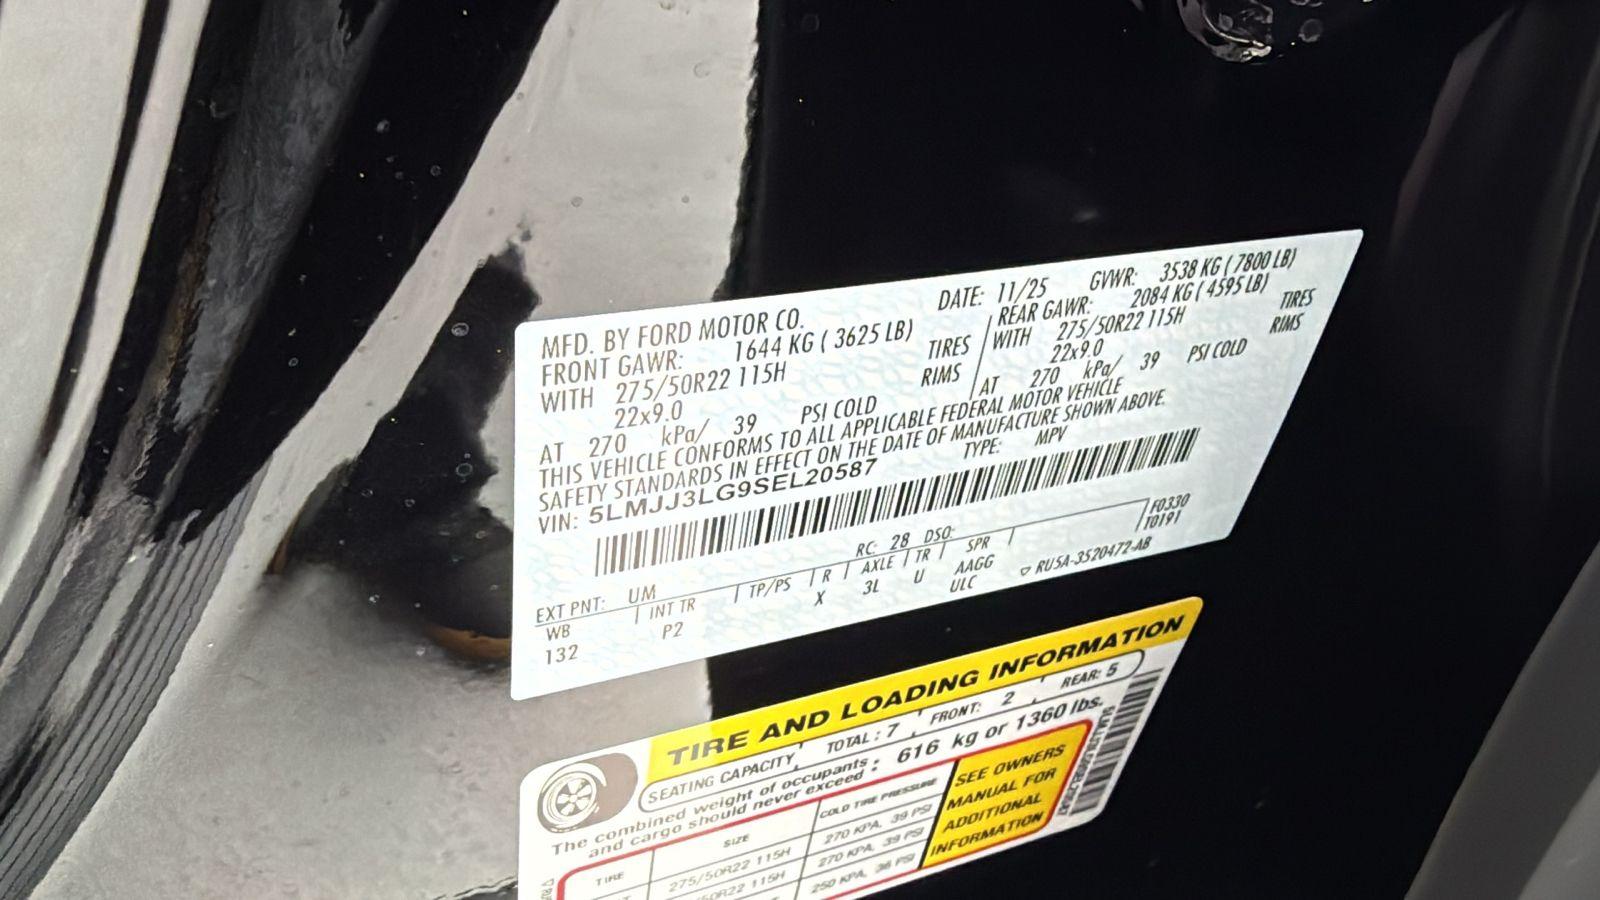 MFD. BY FORD MOTOR CO.
DATE: 11/25 GVWR: 3538 KG ( 7800 LB)
FRONT GAWR: 1644 KG ( 3625 LB)
REAR GAWR: 2084 KG ( 4595 LB)
WITH 275/50R22 115H TIRES
WITH 275/50R22 115H TIRES
22x9.0 RIMS
22x9.0 RIMS
AT 270 kPa/ 39 PSI COLD
AT 270 kPa/ 39 PSI COLD
THIS VEHICLE CONFORMS TO ALL APPLICABLE FEDERAL MOTOR VEHICLE
SAFETY STANDARDS IN EFFECT ON THE DATE OF MANUFACTURE SHOWN ABOVE.
VIN: 5LMJJ3LG9SEL20587 TYPE: MPV
F0330
T0191
EXT PNT: UM RC: 28 DSO:
WB INT TR TP/PS R AXLE TR SPR
132 P2 X 3L U AAGG
ULC
RU5A-3520472-AB
TIRE AND LOADING INFORMATION
SEATING CAPACITY TOTAL : 7 FRONT: 2 REAR: 5
The combined weight of occupants : 616 kg or 1360 lbs.
and cargo should never exceed
TIRE SIZE COLD TIRE PRESSURE
275/50R22 115H 270 KPA, 39 PSI
275/50R22 115H 270 KPA, 39 PSI
250 KPA, 36 PSI
SEE OWNERS
MANUAL FOR
ADDITIONAL
INFORMATION